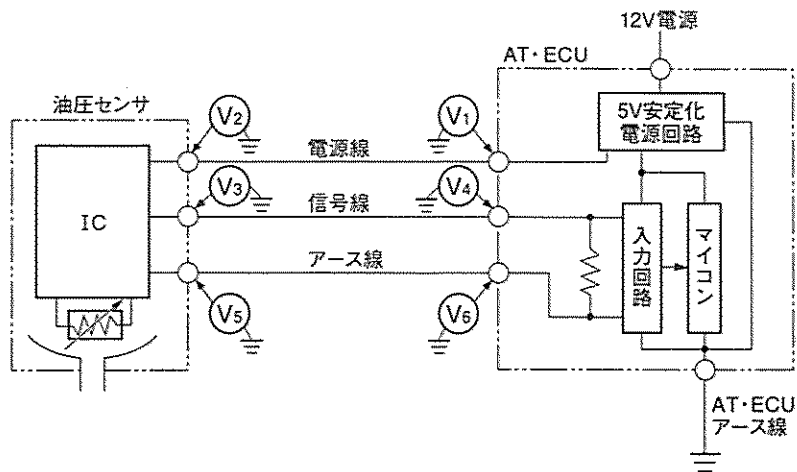 12V電源
AT・ECU
油圧センサ
5V安定化
電源回路
V2
V1
電源線
V3
V4
信号線
IC
入力回路
マイコン
アース線
V5
V6
AT・ECU
アース線